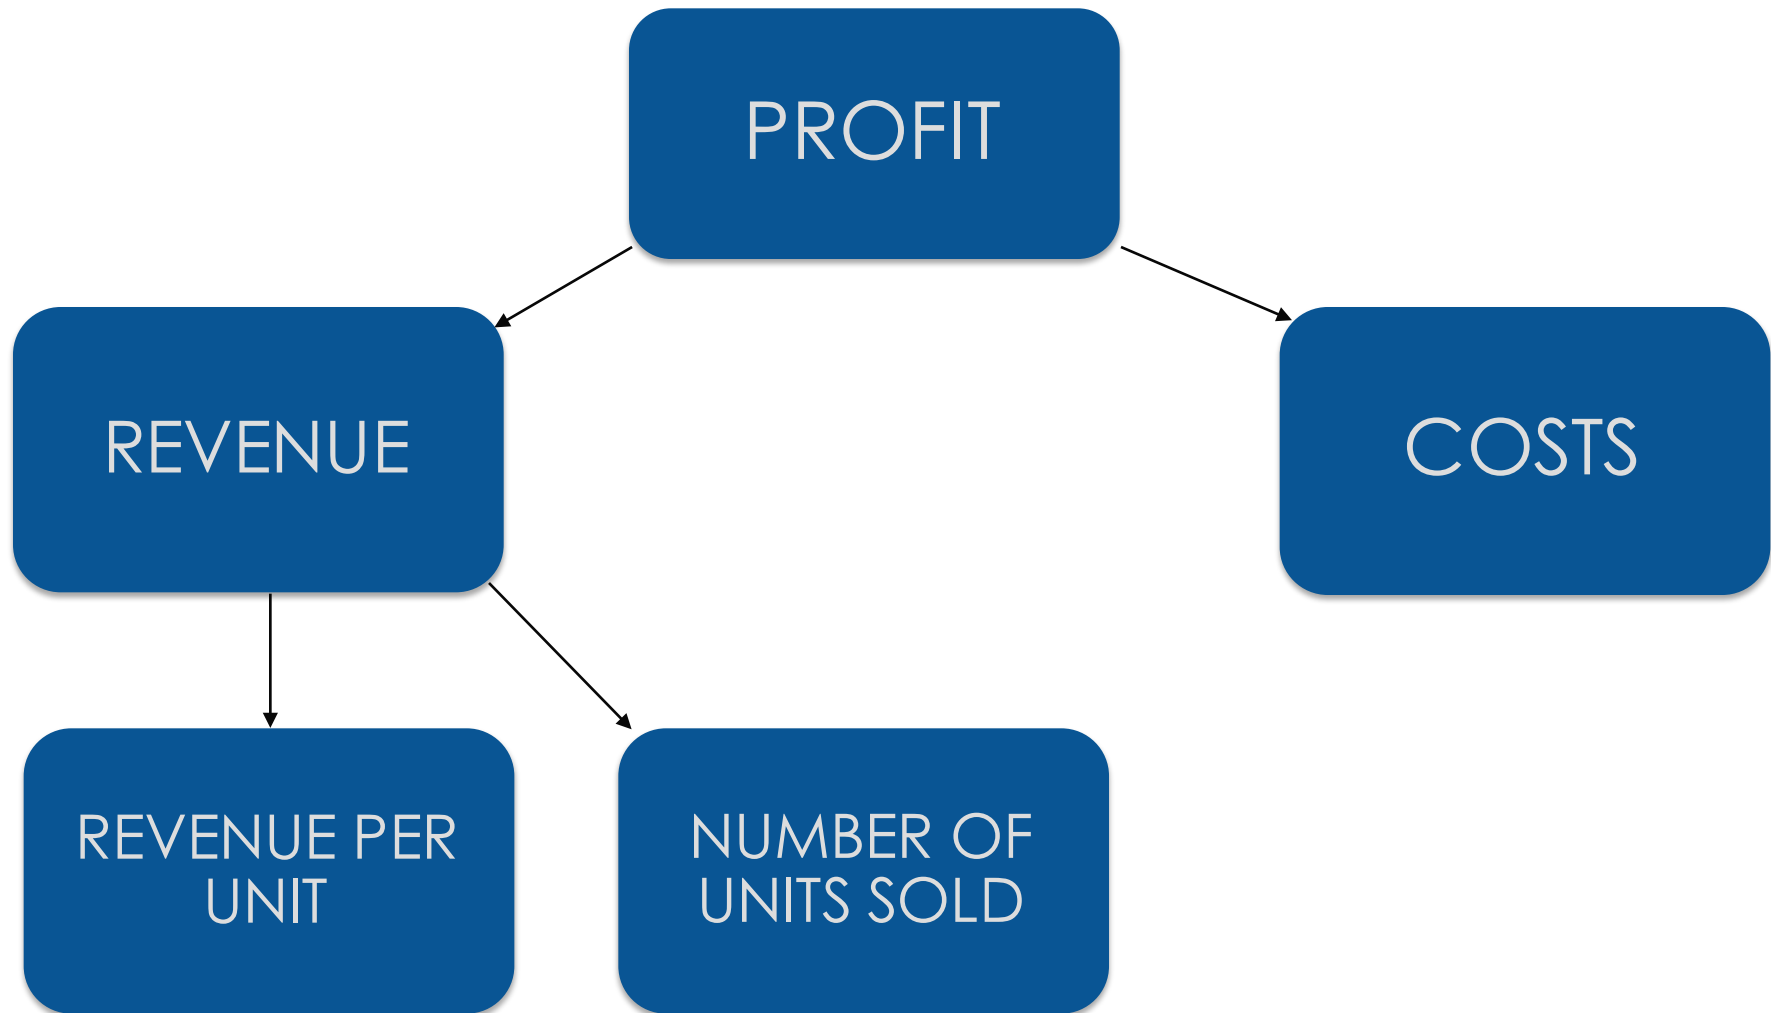 PROFIT
REVENUE
COSTS
REVENUE PER
UNIT
NUMBER OF
UNITS SOLD